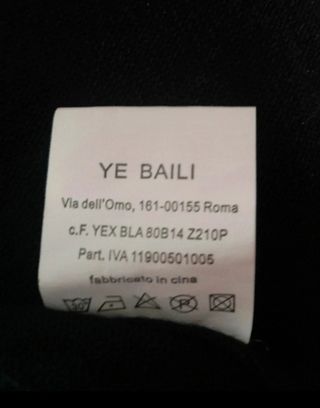 YE BAILI
Via dell'Omo, 161-00155 Roma
c.F. YEX BLA 80B14 Z210P
Part. IVA 11900501005
fabbricato in cina